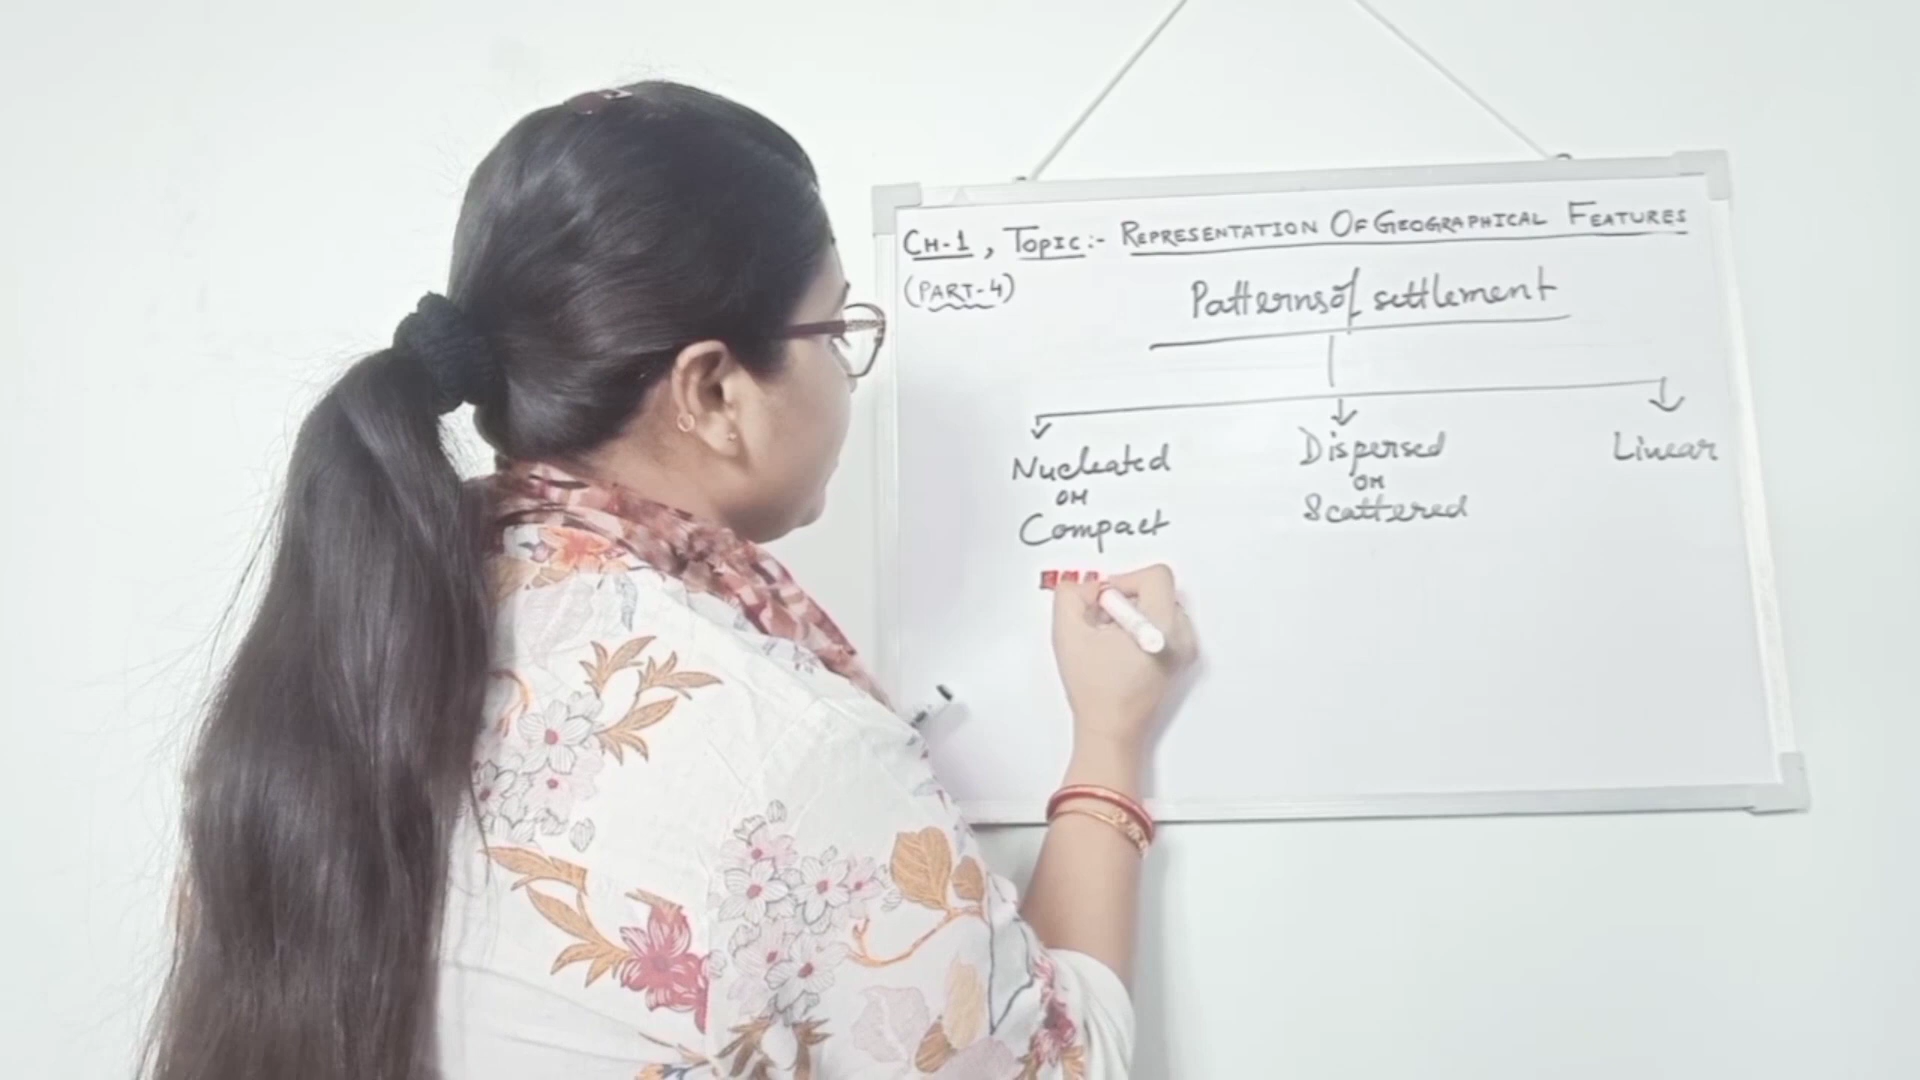 CH-1, TOPIC:- REPRESENTATION OF GEOGRAPHICAL FEATURES
(PART-4)
Patterns of settlement
Nucleated
or
Compact
Dispersed
or
Scattered
Linear